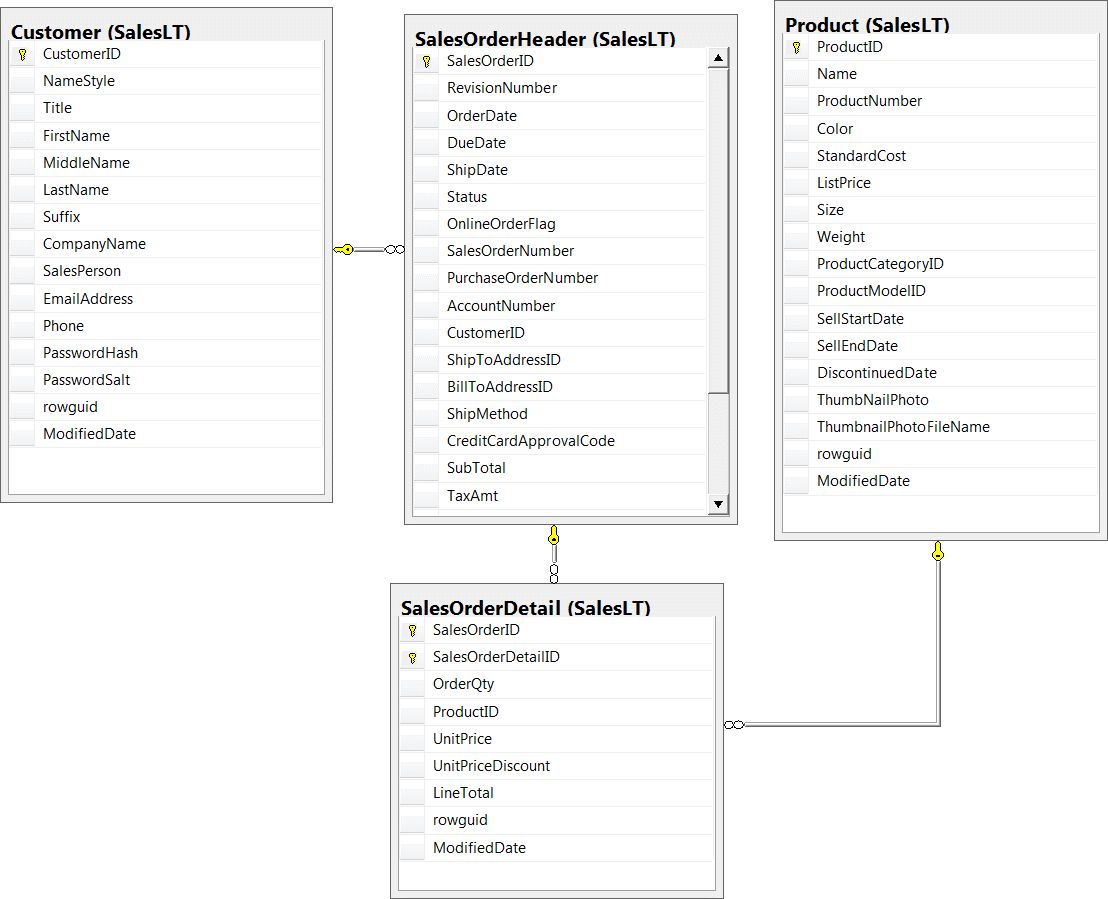 Customer (SalesLT)
CustomerID
NameStyle
Title
FirstName
MiddleName
LastName
Suffix
CompanyName
SalesPerson
EmailAddress
Phone
PasswordHash
PasswordSalt
rowguid
ModifiedDate
SalesOrderHeader (SalesLT)
SalesOrderID
RevisionNumber
OrderDate
DueDate
ShipDate
Status
OnlineOrderFlag
SalesOrderNumber
PurchaseOrderNumber
AccountNumber
CustomerID
ShipToAddressID
BillToAddressID
ShipMethod
CreditCardApprovalCode
SubTotal
TaxAmt
Product (SalesLT)
ProductID
Name
ProductNumber
Color
StandardCost
ListPrice
Size
Weight
ProductCategoryID
ProductModelID
SellStartDate
SellEndDate
DiscontinuedDate
ThumbNailPhoto
ThumbnailPhotoFileName
rowguid
ModifiedDate
SalesOrderDetail (SalesLT)
SalesOrderID
SalesOrderDetailID
OrderQty
ProductID
UnitPrice
UnitPriceDiscount
LineTotal
rowguid
ModifiedDate